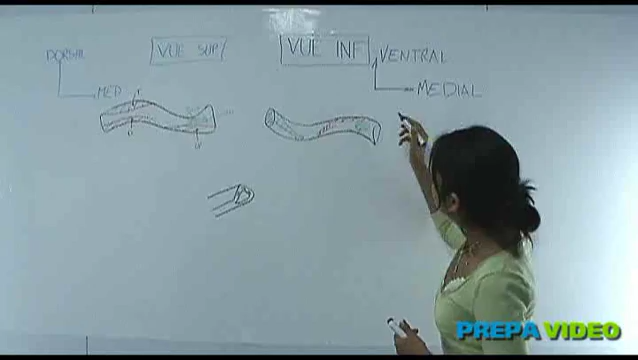 DORSAL
VUE SUP
VUE INF
VENTRAL
MED
MEDIAL
PREPA VIDEO